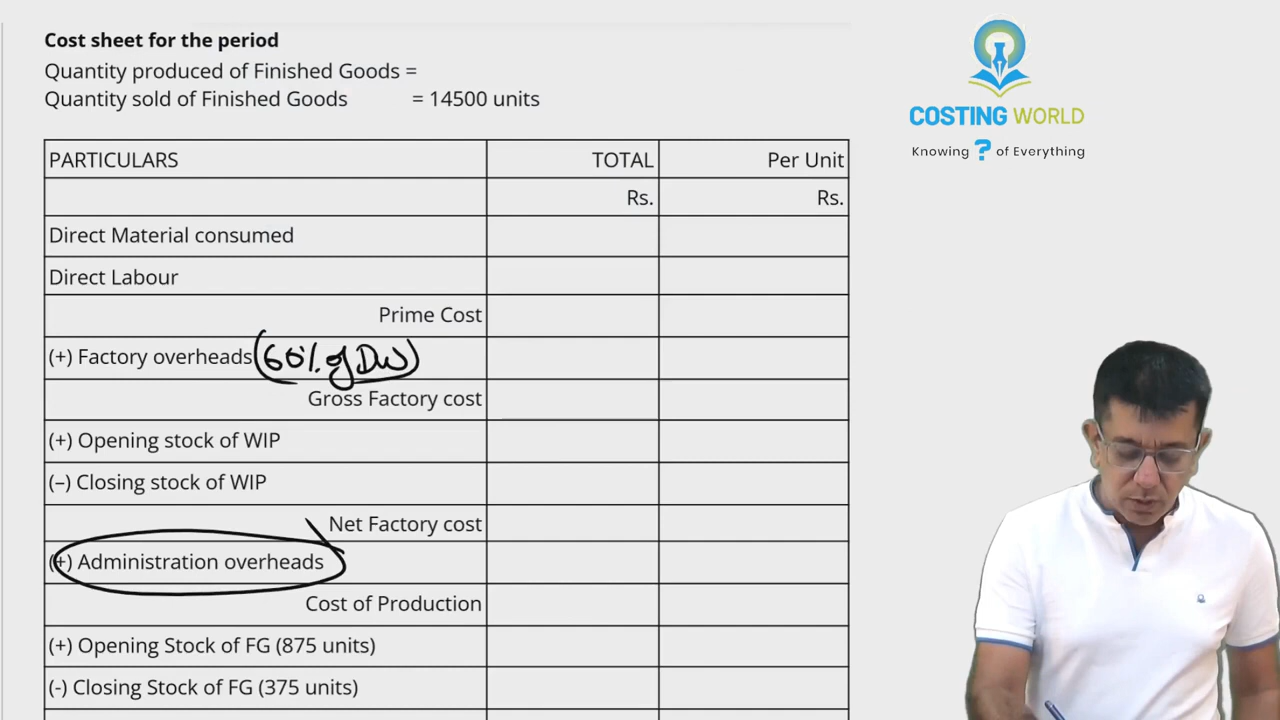 Cost sheet for the period
Quantity produced of Finished Goods =
Quantity sold of Finished Goods = 14500 units
COSTING WORLD
Knowing ? of Everything
PARTICULARS TOTAL Per Unit
Rs. Rs.
Direct Material consumed
Direct Labour
Prime Cost
(+) Factory overheads (60% of DW)
Gross Factory cost
(+) Opening stock of WIP
(–) Closing stock of WIP
Net Factory cost
(+) Administration overheads
Cost of Production
(+) Opening Stock of FG (875 units)
(-) Closing Stock of FG (375 units)